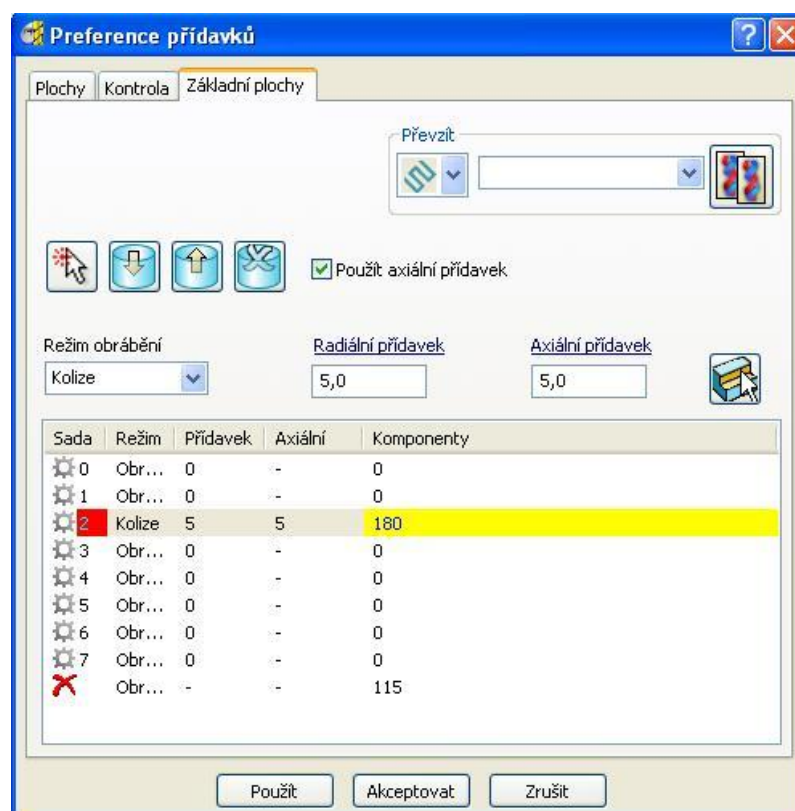 Preference přídavků
Plochy Kontrola Základní plochy
Převzít
Použít axiální přídavek
Režim obrábění Radiální přídavek Axiální přídavek
Kolize 5,0 5,0
Sada Režim Přídavek Axiální Komponenty
0 Obr... 0 - 0
1 Obr... 0 - 0
2 Kolize 5 5 180
3 Obr... 0 - 0
4 Obr... 0 - 0
5 Obr... 0 - 0
6 Obr... 0 - 0
7 Obr... 0 - 0
Obr... - - 115
Použít Akceptovat Zrušit